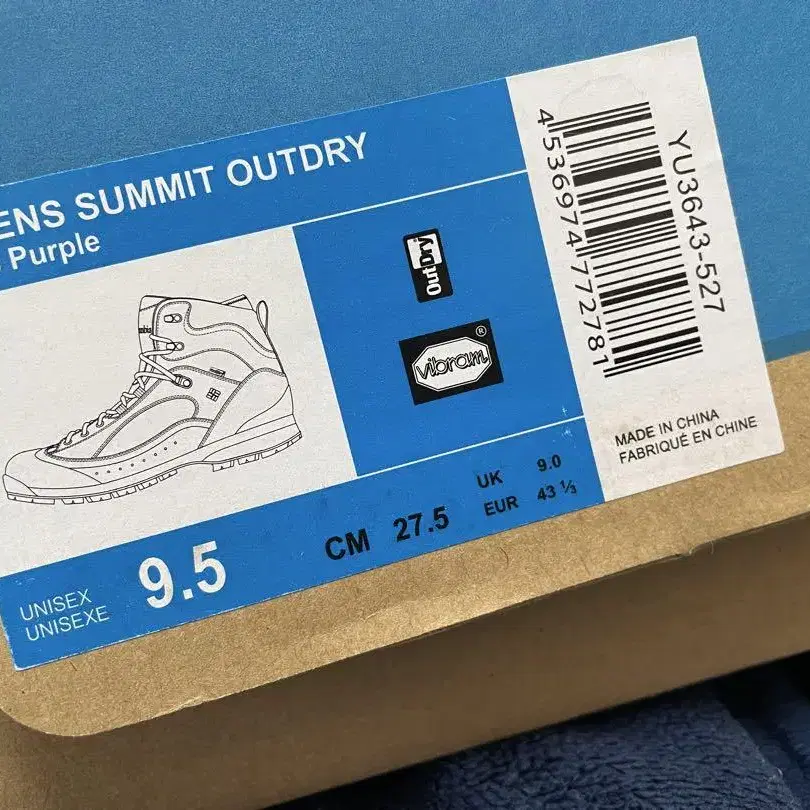 ENS SUMMIT OUTDRY
Purple
OutDry
vibram®
4 536974 772781
YU3643-527
MADE IN CHINA
FABRIQUÉ EN CHINE
UNISEX
UNISEXE
9.5
CM 27.5
UK 9.0
EUR 43 ⅓